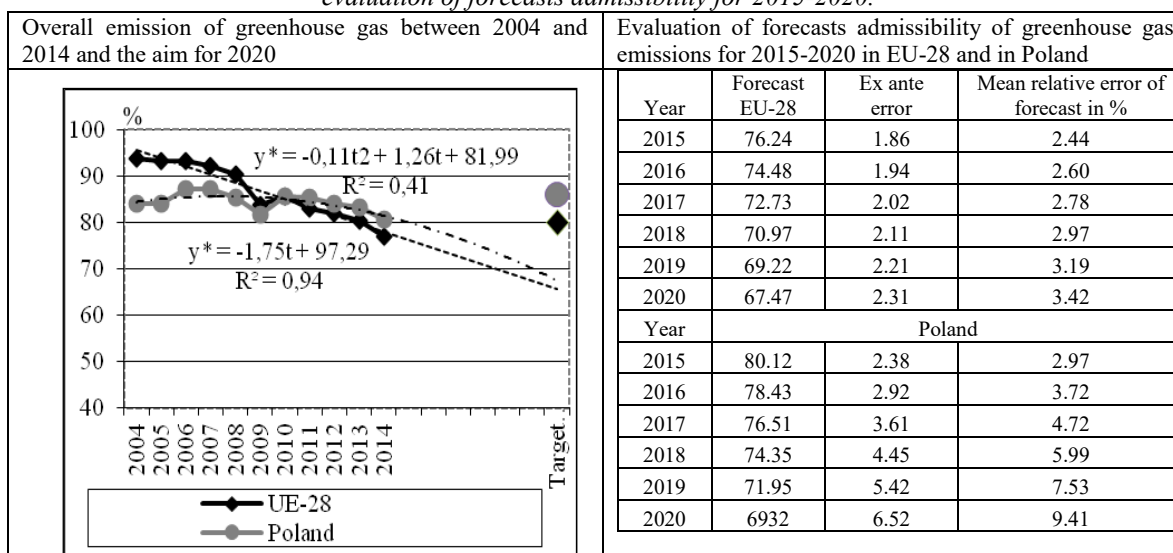 evaluation of forecasts admissibility for 2015-2020.
Overall emission of greenhouse gas between 2004 and
2014 and the aim for 2020
%
100
90
80
70
60
50
40
y* = -0,11t2 + 1,26t + 81,99
R² = 0,41
y* = -1,75t + 97,29
R² = 0,94
2004
2005
2006
2007
2008
2009
2010
2011
2012
2013
2014
Target.
UE-28
Poland
Evaluation of forecasts admissibility of greenhouse gas
emissions for 2015-2020 in EU-28 and in Poland
Year Forecast EU-28 Ex ante error Mean relative error of forecast in %
2015 76.24 1.86 2.44
2016 74.48 1.94 2.60
2017 72.73 2.02 2.78
2018 70.97 2.11 2.97
2019 69.22 2.21 3.19
2020 67.47 2.31 3.42
Year Poland
2015 80.12 2.38 2.97
2016 78.43 2.92 3.72
2017 76.51 3.61 4.72
2018 74.35 4.45 5.99
2019 71.95 5.42 7.53
2020 6932 6.52 9.41